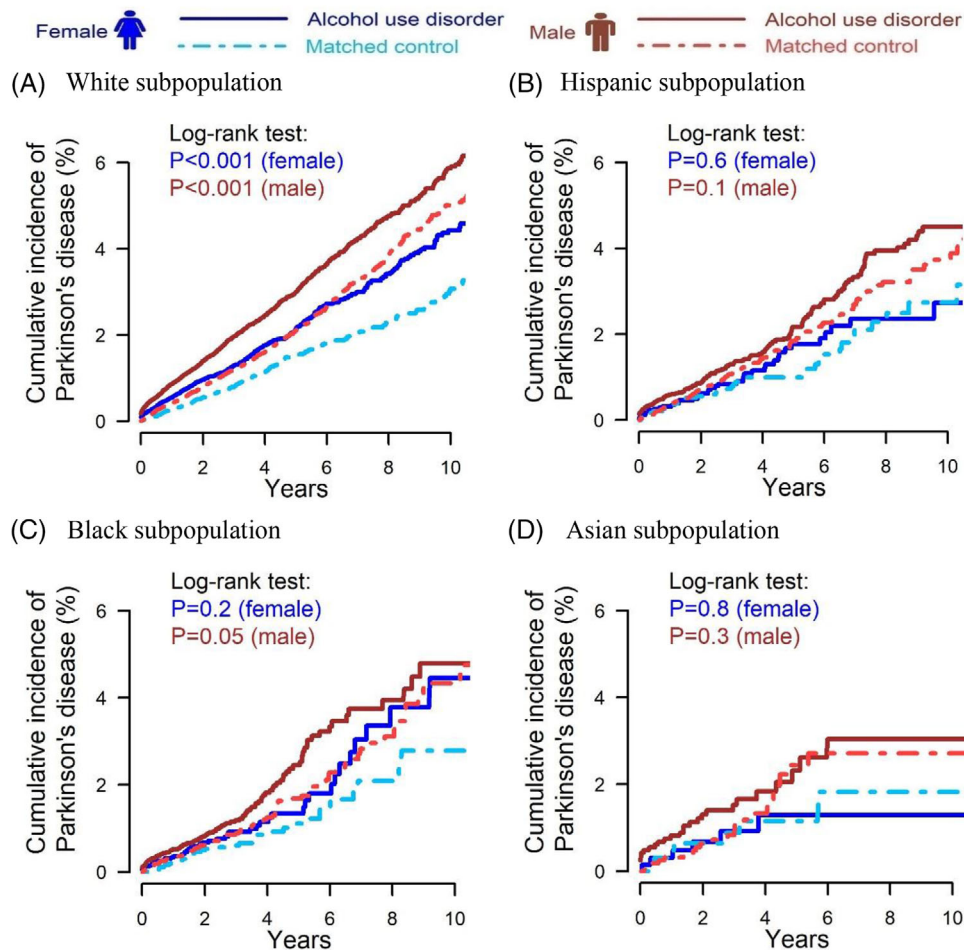 Female
Alcohol use disorder
Matched control
Male
Alcohol use disorder
Matched control
(A) White subpopulation
Log-rank test:
P<0.001 (female)
P<0.001 (male)
Cumulative incidence of
Parkinson's disease (%)
6
4
2
0
0 2 4 6 8 10
Years
(B) Hispanic subpopulation
Log-rank test:
P=0.6 (female)
P=0.1 (male)
Cumulative incidence of
Parkinson's disease (%)
6
4
2
0
0 2 4 6 8 10
Years
(C) Black subpopulation
Log-rank test:
P=0.2 (female)
P=0.05 (male)
Cumulative incidence of
Parkinson's disease (%)
6
4
2
0
0 2 4 6 8 10
Years
(D) Asian subpopulation
Log-rank test:
P=0.8 (female)
P=0.3 (male)
Cumulative incidence of
Parkinson's disease (%)
6
4
2
0
0 2 4 6 8 10
Years